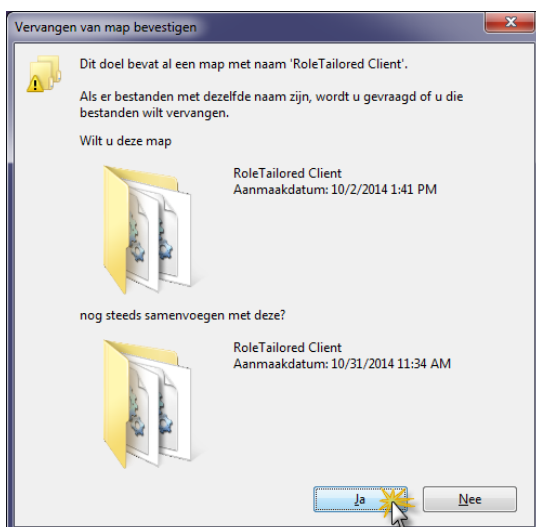 Vervangen van map bevestigen
Dit doel bevat al een map met naam 'RoleTailored Client'.
Als er bestanden met dezelfde naam zijn, wordt u gevraagd of u die
bestanden wilt vervangen.
Wilt u deze map
RoleTailored Client
Aanmaakdatum: 10/2/2014 1:41 PM
nog steeds samenvoegen met deze?
RoleTailored Client
Aanmaakdatum: 10/31/2014 11:34 AM
Ja
Nee